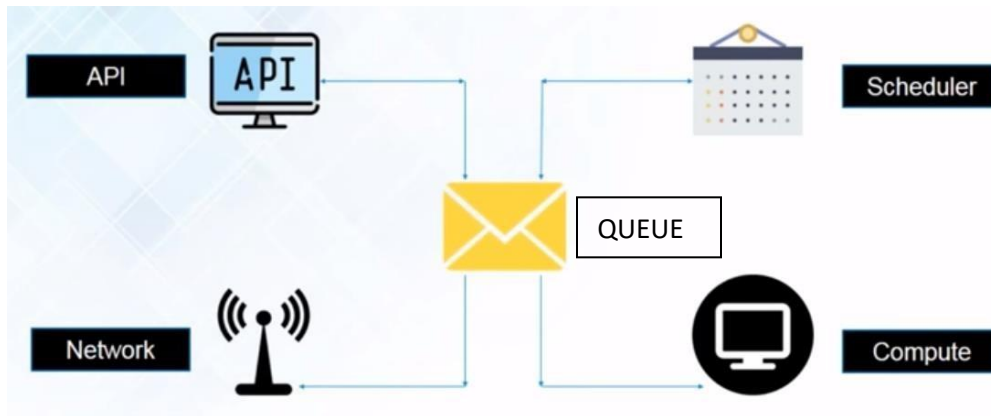 API
API
Scheduler
QUEUE
Network
Compute